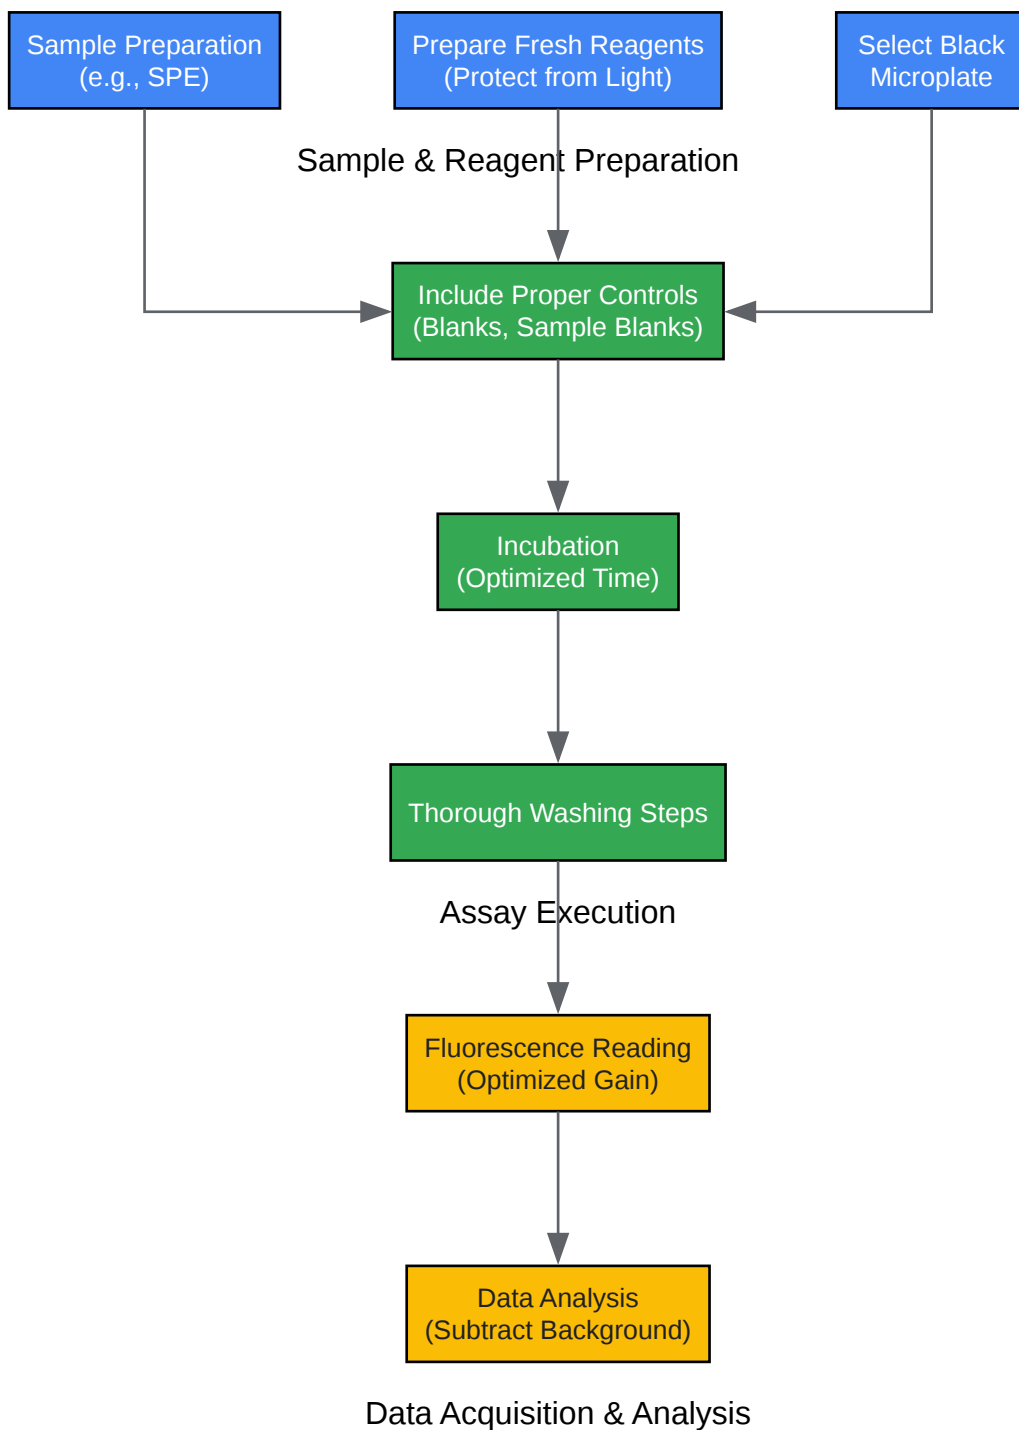 Sample Preparation
(e.g., SPE)
Prepare Fresh Reagents
(Protect from Light)
Select Black
Microplate
Sample & Reagent Preparation
Include Proper Controls
(Blanks, Sample Blanks)
Incubation
(Optimized Time)
Thorough Washing Steps
Assay Execution
Fluorescence Reading
(Optimized Gain)
Data Analysis
(Subtract Background)
Data Acquisition & Analysis